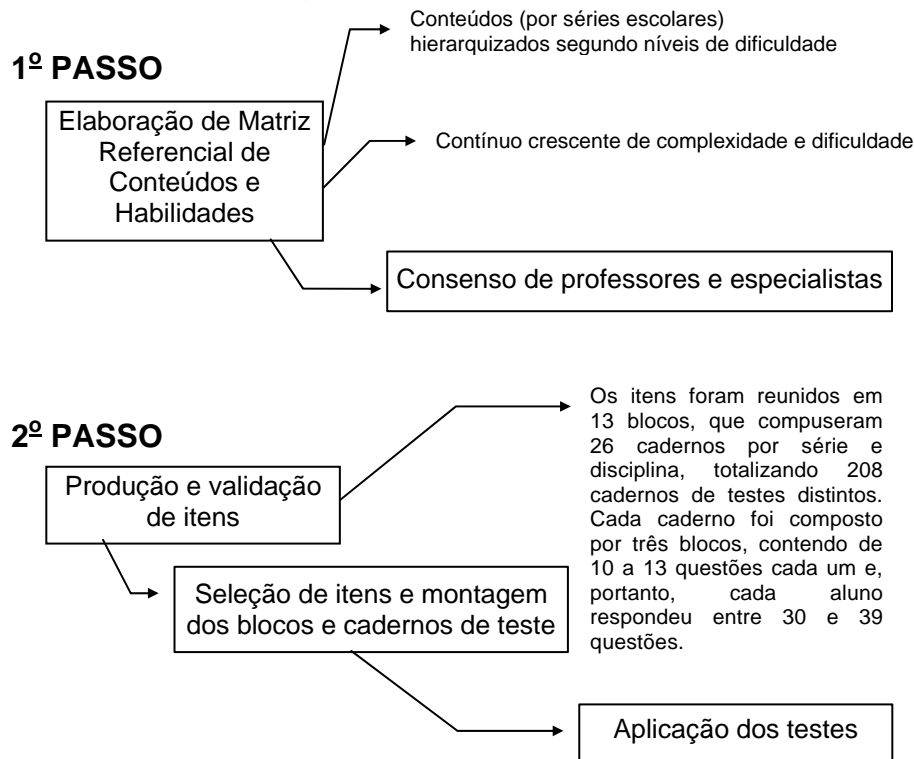 Conteúdos (por séries escolares)
hierarquizados segundo níveis de dificuldade
1º PASSO
Elaboração de Matriz
Referencial de
Conteúdos e
Habilidades
Contínuo crescente de complexidade e dificuldade
Consenso de professores e especialistas
2º PASSO
Produção e validação
de itens
Os itens foram reunidos em
13 blocos, que compuseram
26 cadernos por série e
disciplina, totalizando 208
cadernos de testes distintos.
Cada caderno foi composto
por três blocos, contendo de
10 a 13 questões cada um e,
portanto, cada aluno
respondeu entre 30 e 39
questões.
Seleção de itens e montagem
dos blocos e cadernos de teste
Aplicação dos testes